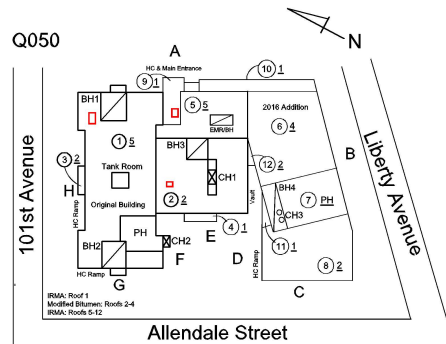 Q050
A
N
HC & Main Entrance
9 1
10 1
BH1
5 5
EMR/BH
2016 Addition
6 4
1 5
BH3
B
3 2
Tank Room
CH1
12 2
H
Original Building
2 2
Vault
BH4
7 PH
CH3
HC Ramp
PH
4 1
E
11 1
BH2
CH2
F
D
HC Ramp
8 2
HC Ramp
G
C
IRMA: Roof 1
Modified Bitumen: Roofs 2-4
IRMA: Roofs 5-12
101st Avenue
Liberty Avenue
Allendale Street